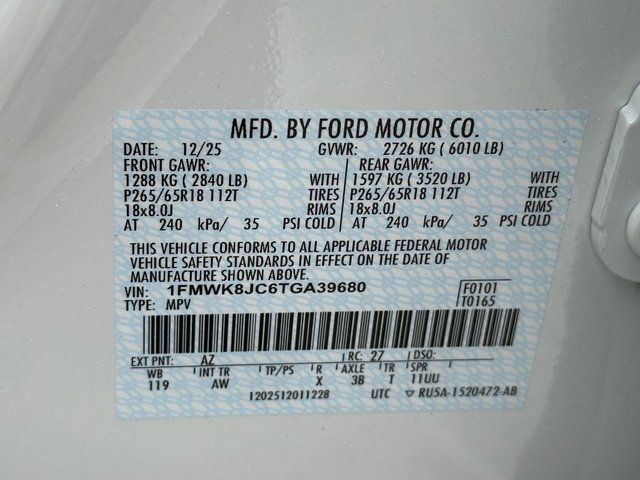 MFD. BY FORD MOTOR CO.
DATE: 12/25 GVWR: 2726 KG ( 6010 LB)
FRONT GAWR: REAR GAWR:
1288 KG ( 2840 LB) WITH 1597 KG ( 3520 LB) WITH
P265/65R18 112T TIRES P265/65R18 112T TIRES
18x8.0J RIMS 18x8.0J RIMS
AT 240 kPa/ 35 PSI COLD AT 240 kPa/ 35 PSI COLD
THIS VEHICLE CONFORMS TO ALL APPLICABLE FEDERAL MOTOR
VEHICLE SAFETY STANDARDS IN EFFECT ON THE DATE OF
MANUFACTURE SHOWN ABOVE.
VIN: 1FMWK8JC6TGA39680 F0101
TYPE: MPV T0165
EXT PNT: AZ RC: 27 DSO:
WB INT TR TP/PS R AXLE TR SPR
119 AW X 3B T 11UU
1202512011228 UTC ▽ RU5A-1520472-AB